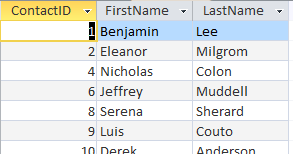 ContactID FirstName LastName
1 Benjamin Lee
2 Eleanor Milgrom
4 Nicholas Colon
6 Jeffrey Muddell
8 Serena Sherard
9 Luis Couto
10 Derek Anderson